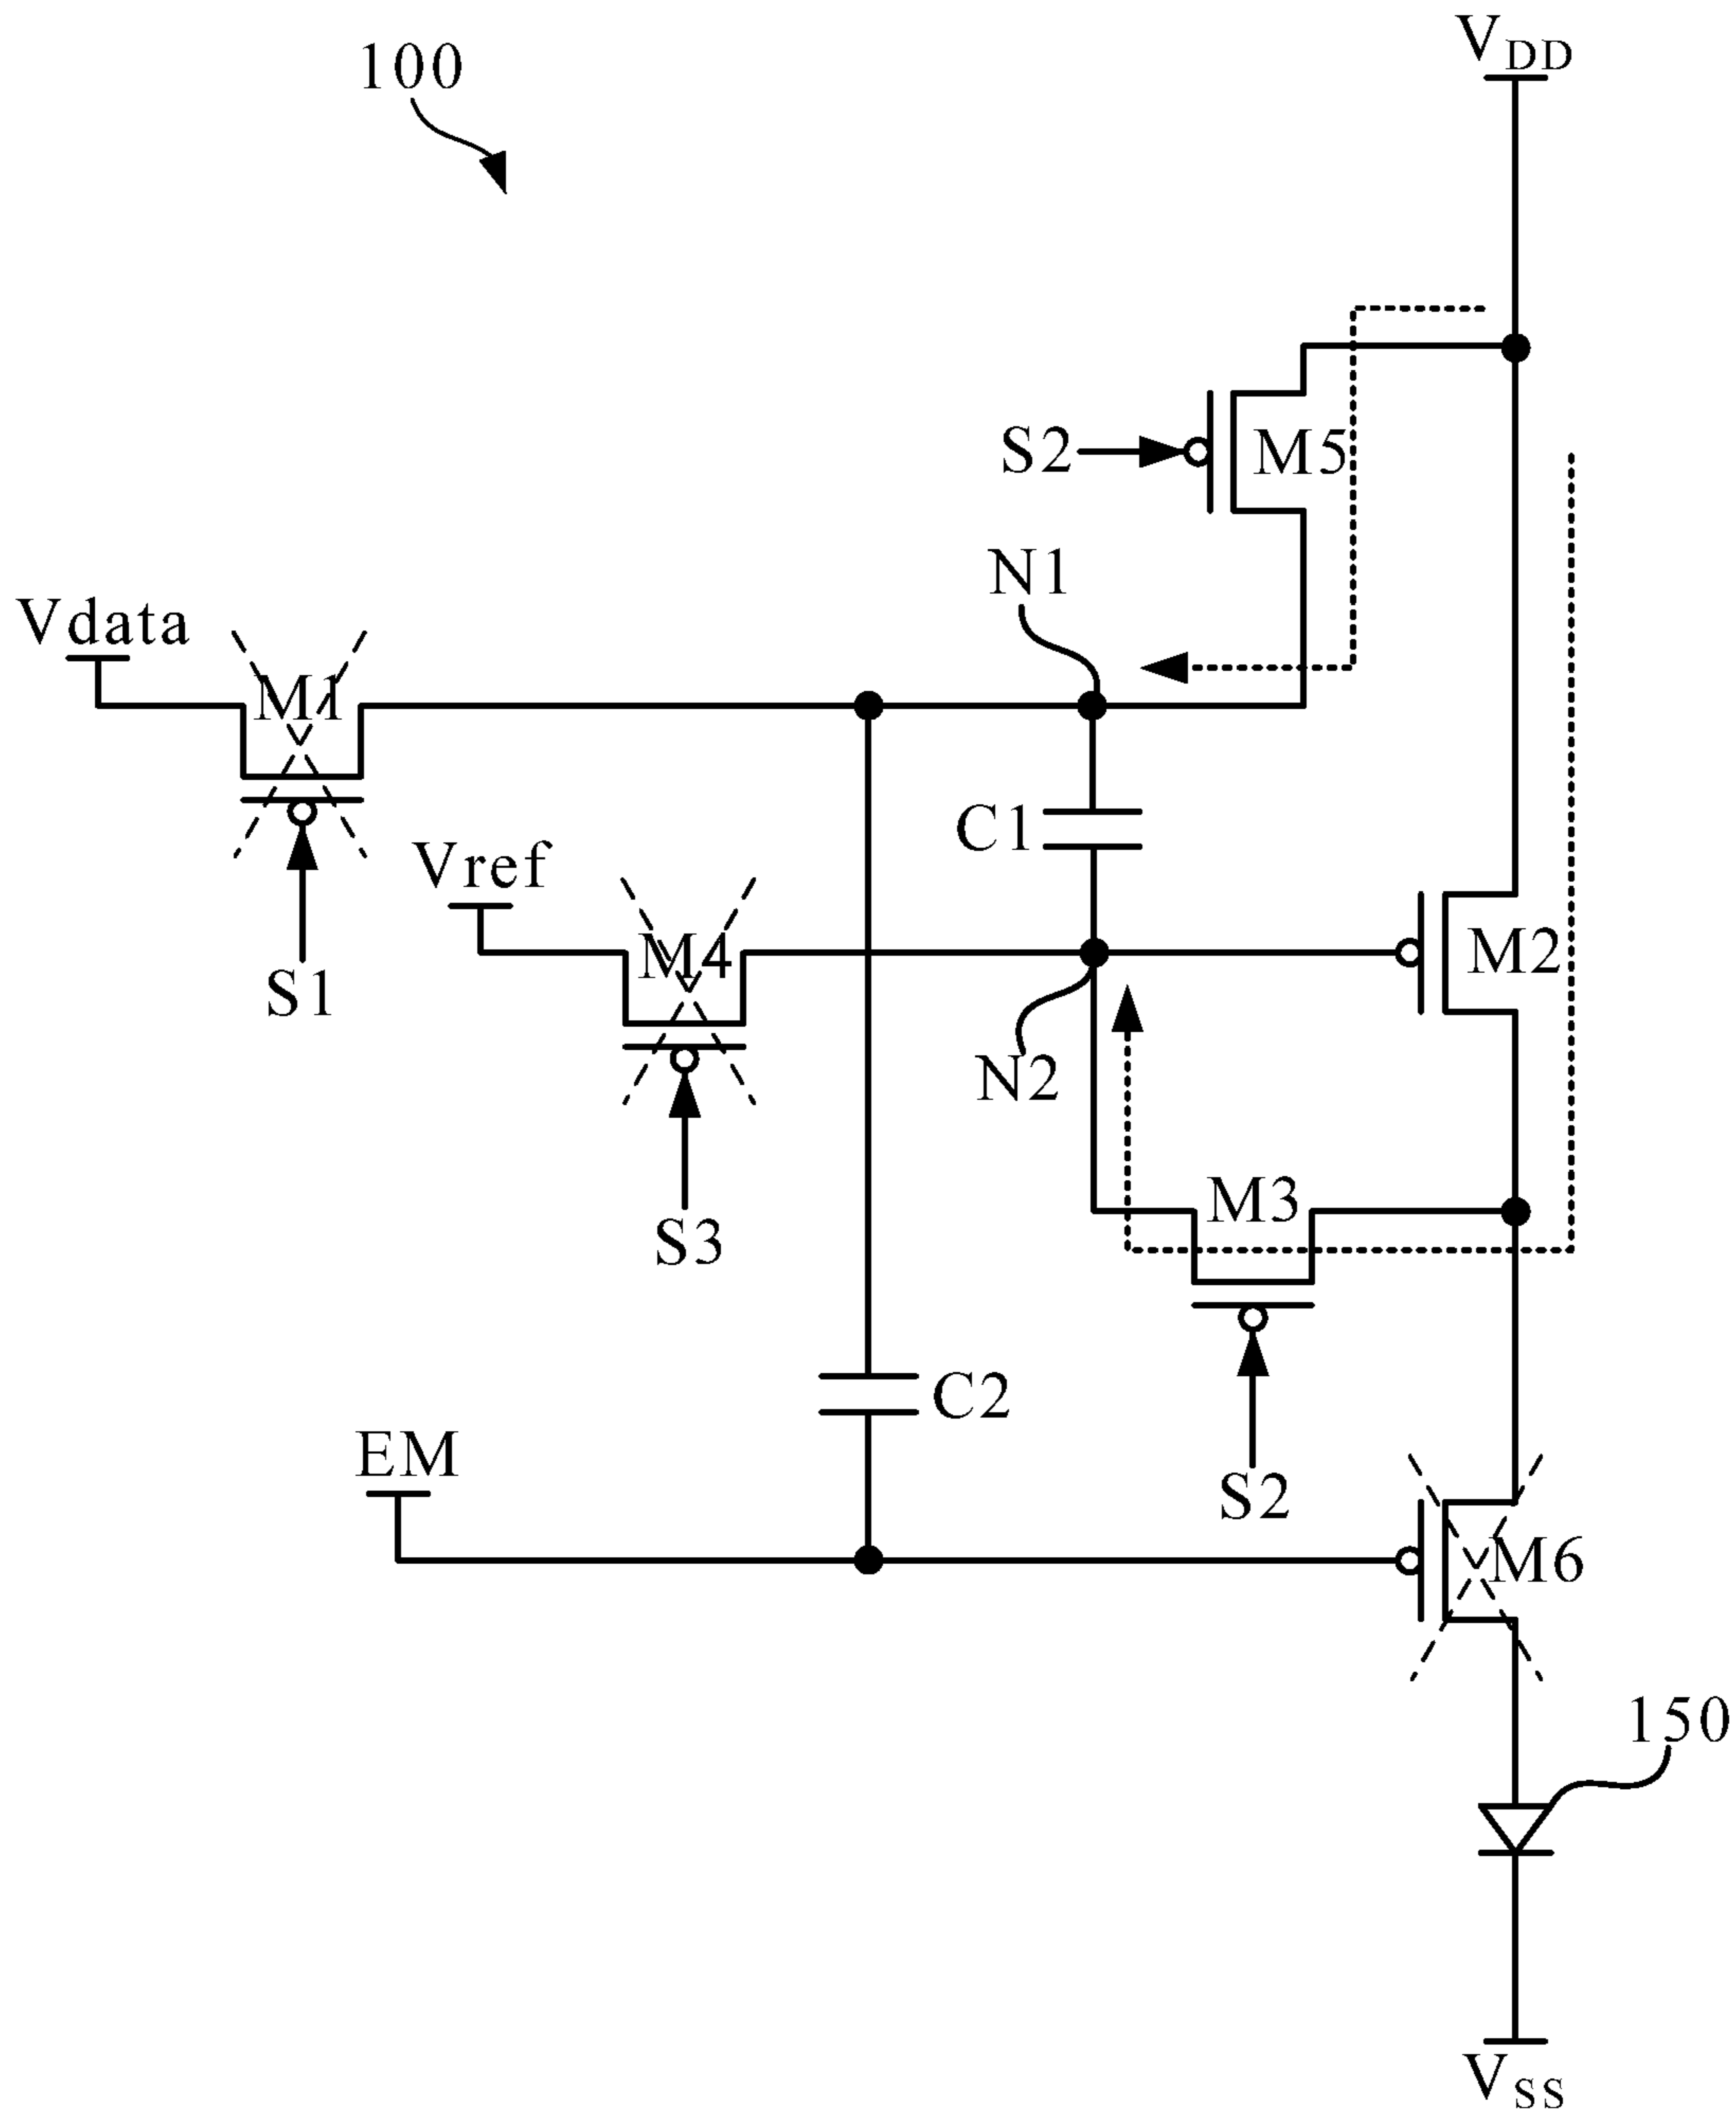 100
VDD
S2
M5
N1
Vdata
M1
C1
Vref
M4
M2
S1
N2
M3
S3
C2
EM
S2
M6
150
VSS